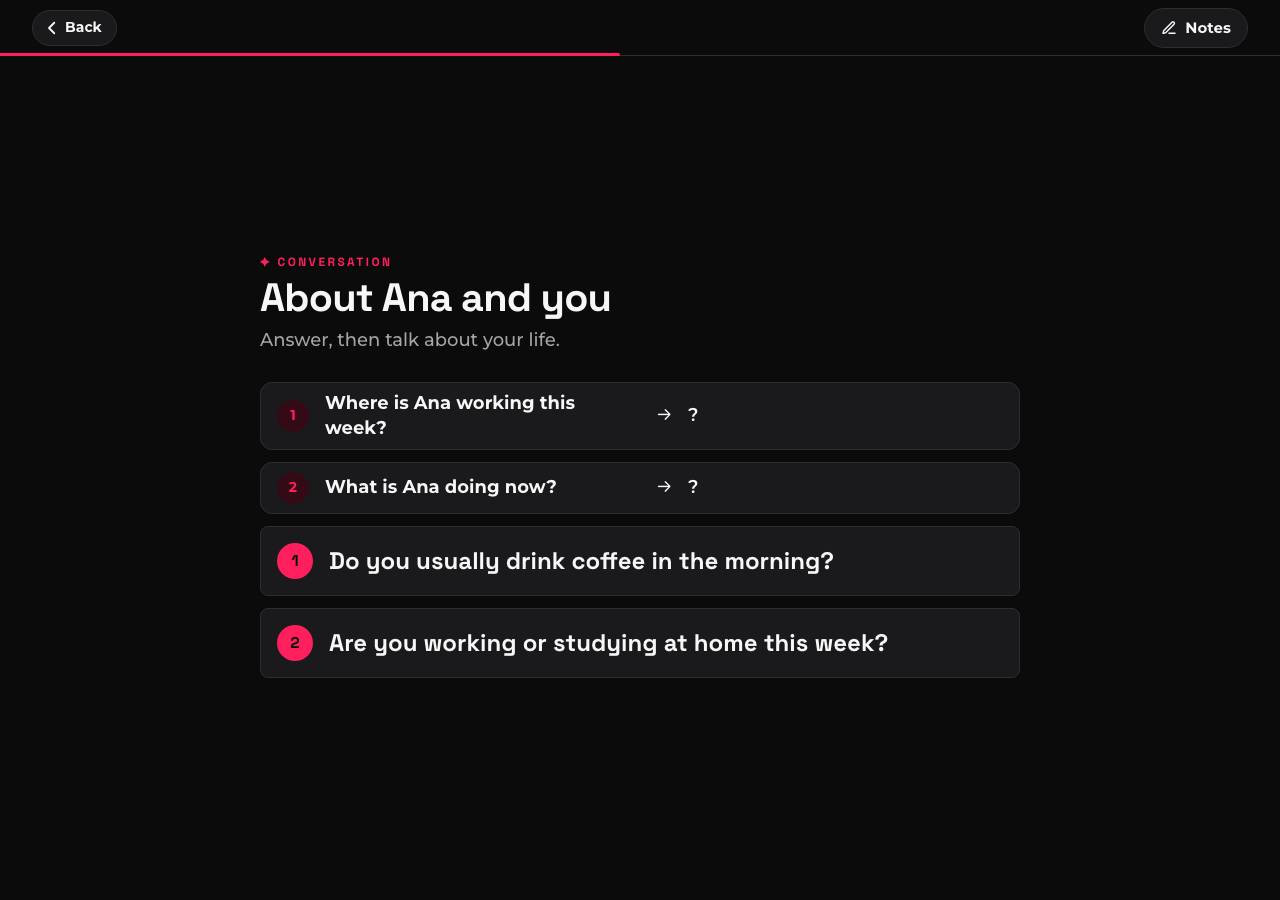 Back
Notes
CONVERSATION
About Ana and you
Answer, then talk about your life.
1 Where is Ana working this
week? → ?
2 What is Ana doing now? → ?
1 Do you usually drink coffee in the morning?
2 Are you working or studying at home this week?